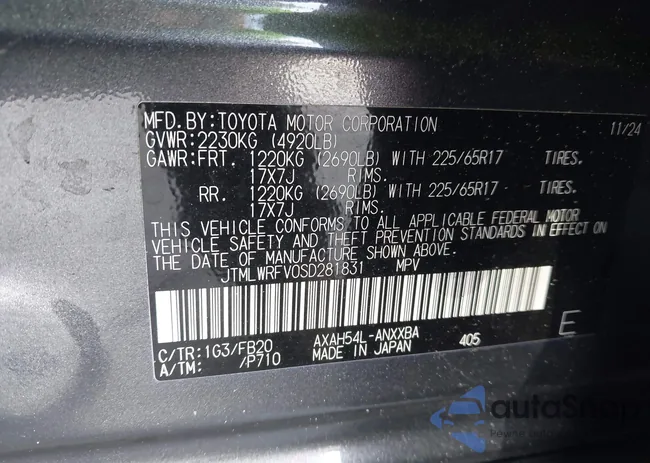 MFD.BY:TOYOTA MOTOR CORPORATION 11/24
GVWR:2230KG (4920LB)
GAWR:FRT. 1220KG (2690LB) WITH 225/65R17 TIRES.
17X7J RIMS.
RR. 1220KG (2690LB) WITH 225/65R17 TIRES.
17X7J RIMS.
THIS VEHICLE CONFORMS TO ALL APPLICABLE FEDERAL MOTOR
VEHICLE SAFETY AND THEFT PREVENTION STANDARDS IN EFFECT ON
THE DATE OF MANUFACTURE SHOWN ABOVE.
JTMLWRFV0SD281831 MPV
C/TR:1G3/FB20 AXAH54L-ANXXBA 405 E
A/TM: /P710 MADE IN JAPAN
autoSnap